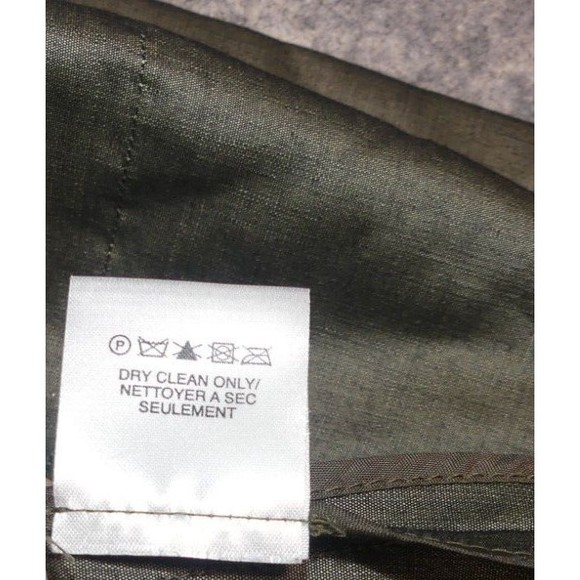 P
DRY CLEAN ONLY/
NETTOYER A SEC
SEULEMENT